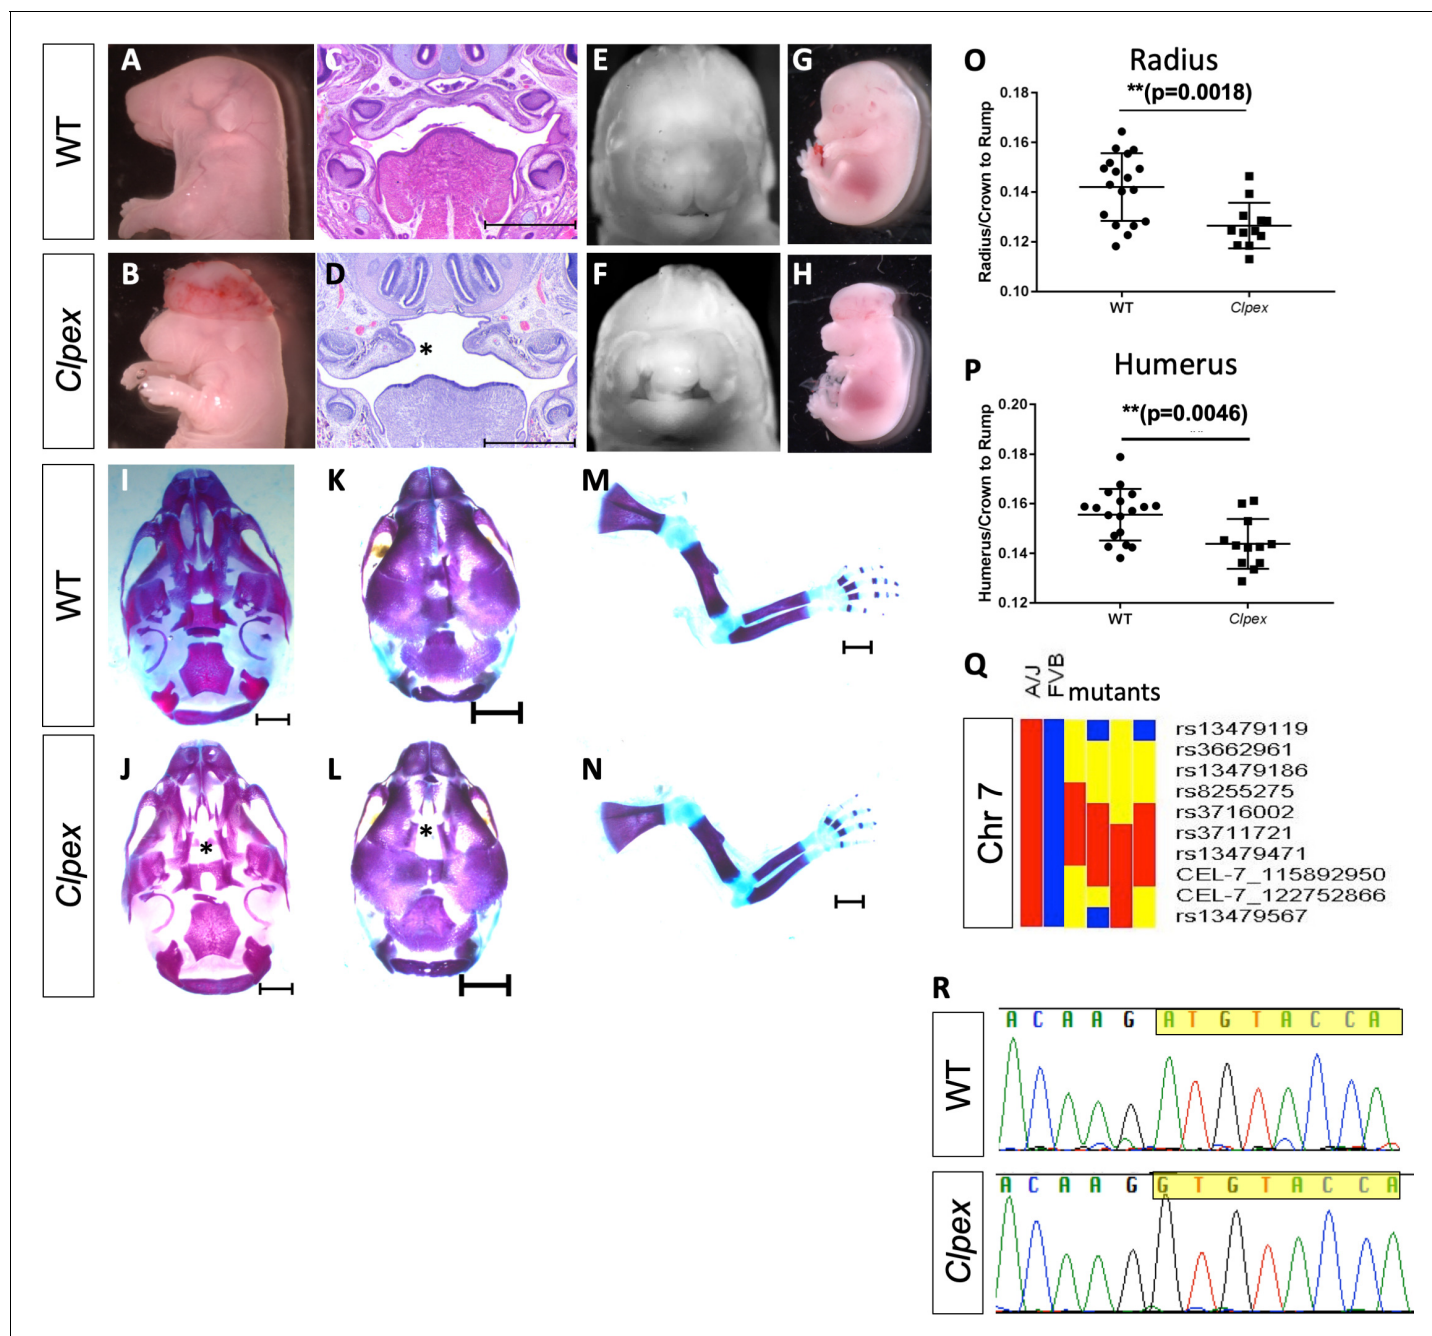 WT
A
C
E
G
Clpex
B
D
*
F
H
WT
I
K
M
Clpex
J
*
L
*
N
O
Radius
**(p=0.0018)
Radius/Crown to Rump
0.18
0.16
0.14
0.12
0.10
WT
Clpex
P
Humerus
**(p=0.0046)
Humerus/Crown to Rump
0.20
0.18
0.16
0.14
0.12
WT
Clpex
Q
A/J
FVB
mutants
Chr 7
rs13479119
rs3662961
rs13479186
rs8255275
rs3716002
rs3711721
rs13479471
CEL-7_115892950
CEL-7_122752866
rs13479567
R
WT
A C A A G A T G T A C C A
Clpex
A C A A G G T G T A C C A